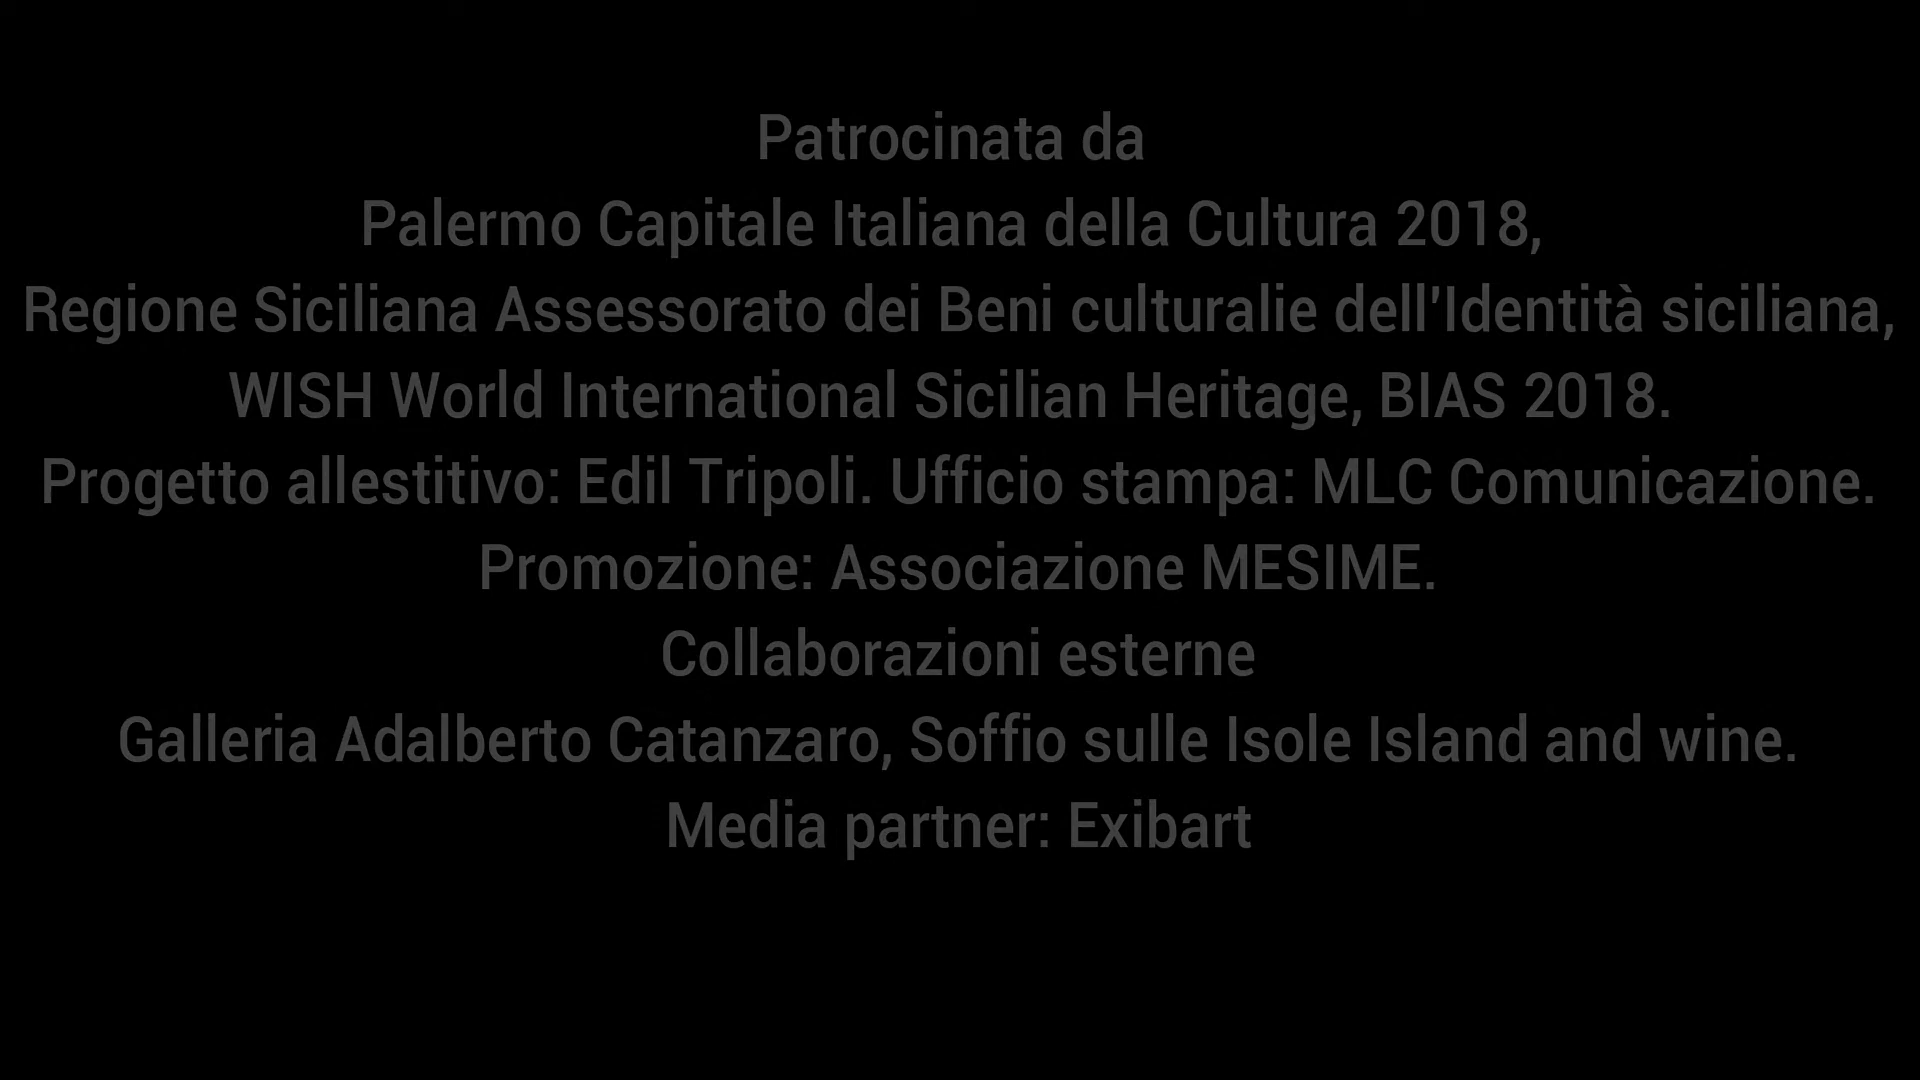 Patrocinata da
Palermo Capitale Italiana della Cultura 2018,
Regione Siciliana Assessorato dei Beni culturalie dell'Identità siciliana,
WISH World International Sicilian Heritage, BIAS 2018.
Progetto allestitivo: Edil Tripoli. Ufficio stampa: MLC Comunicazione.
Promozione: Associazione MESIME.
Collaborazioni esterne
Galleria Adalberto Catanzaro, Soffio sulle Isole Island and wine.
Media partner: Exibart